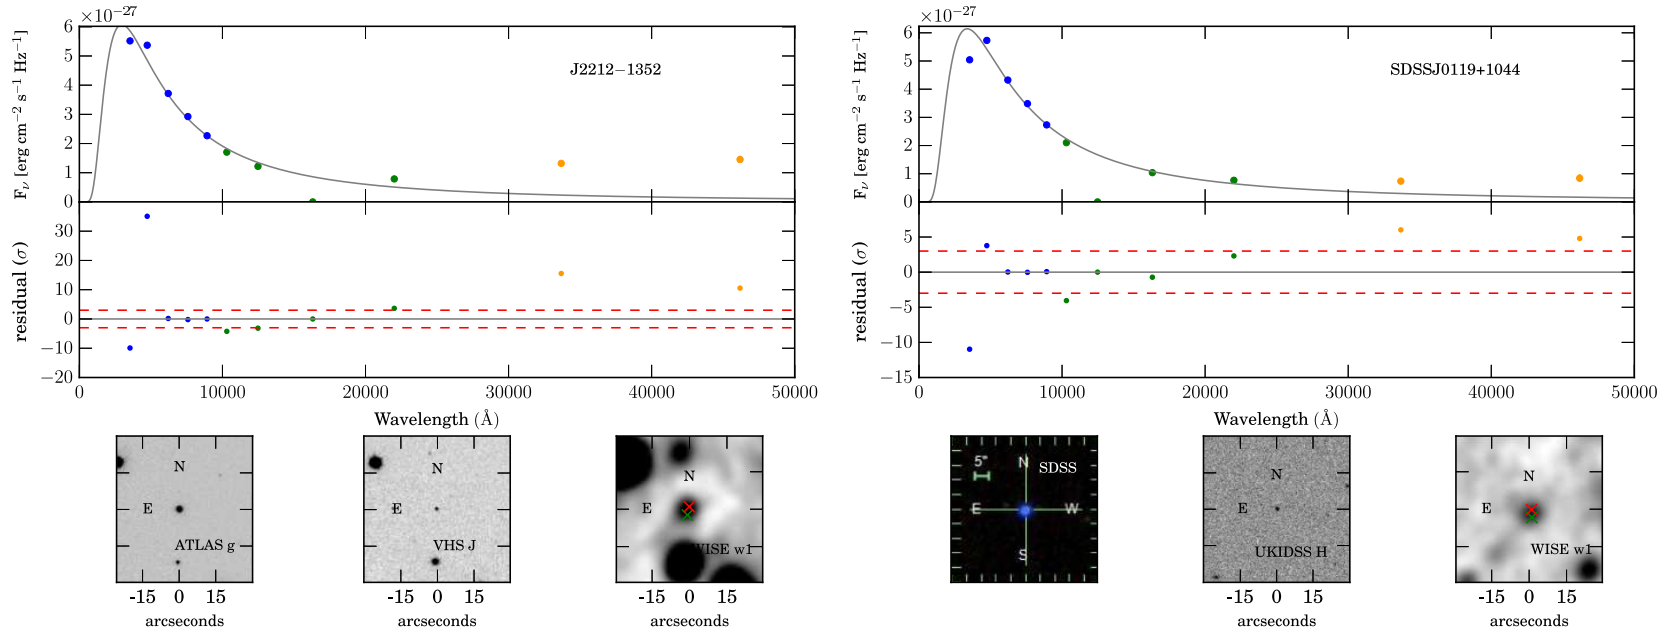 ×10⁻²⁷
6
5
4
3
2
1
0
F_ν [erg cm⁻² s⁻¹ Hz⁻¹]
J2212−1352
30
20
10
0
−10
−20
residual (σ)
0 10000 20000 30000 40000 50000
Wavelength (Å)
N
E
ATLAS g
-15 0 15
arcseconds
N
E
VHS J
-15 0 15
arcseconds
N
E
WISE w1
-15 0 15
arcseconds
×10⁻²⁷
6
5
4
3
2
1
0
F_ν [erg cm⁻² s⁻¹ Hz⁻¹]
SDSSJ0119+1044
5
0
−5
−10
−15
residual (σ)
0 10000 20000 30000 40000 50000
Wavelength (Å)
5"
N
SDSS
E W
S
N
E
UKIDSS H
-15 0 15
arcseconds
N
E
WISE w1
-15 0 15
arcseconds